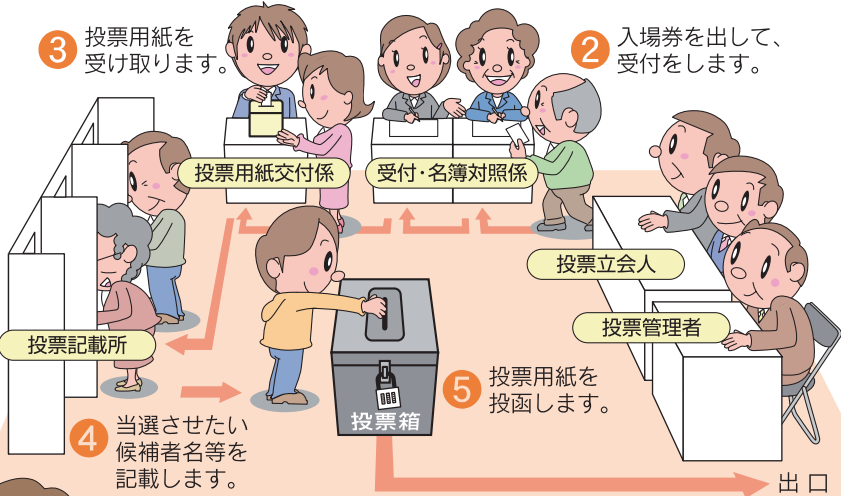 2 入場券を出して、
受付をします。
受付・名簿対照係
3 投票用紙を
受け取ります。
投票用紙交付係
投票立会人
投票管理者
投票記載所
4 当選させたい
候補者名等を
記載します。
5 投票用紙を
投函します。
投票箱
出口